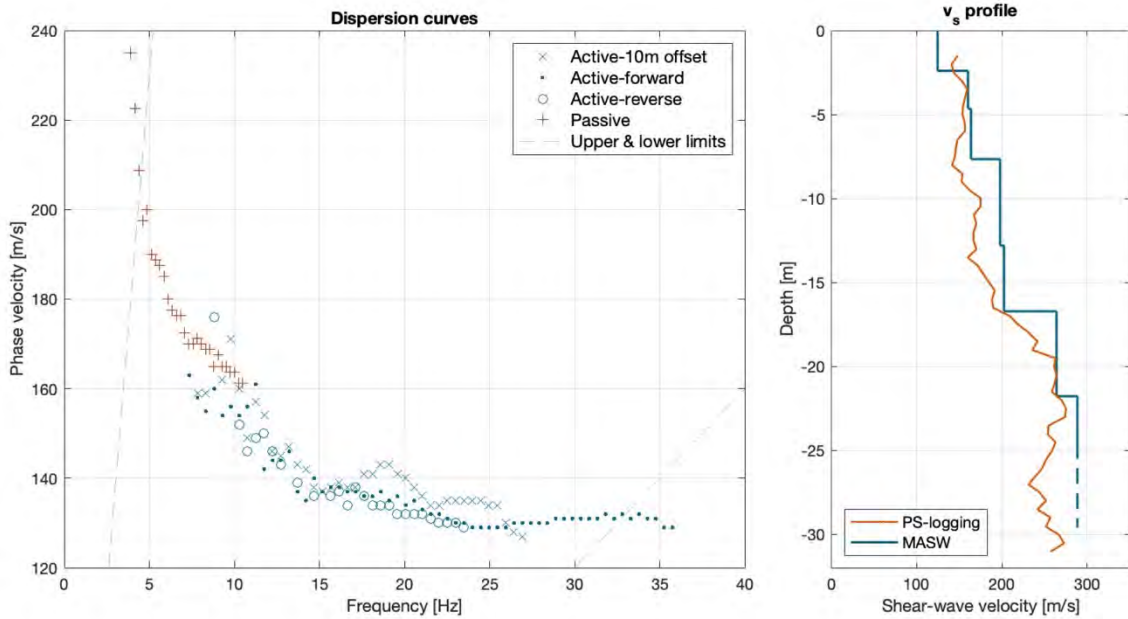 Dispersion curves
240
220
200
180
160
140
120
Phase velocity [m/s]
0
5
10
15
20
25
30
35
40
Frequency [Hz]
Active-10m offset
Active-forward
Active-reverse
Passive
Upper & lower limits
v_s profile
0
-5
-10
-15
-20
-25
-30
Depth [m]
0
100
200
300
Shear-wave velocity [m/s]
PS-logging
MASW